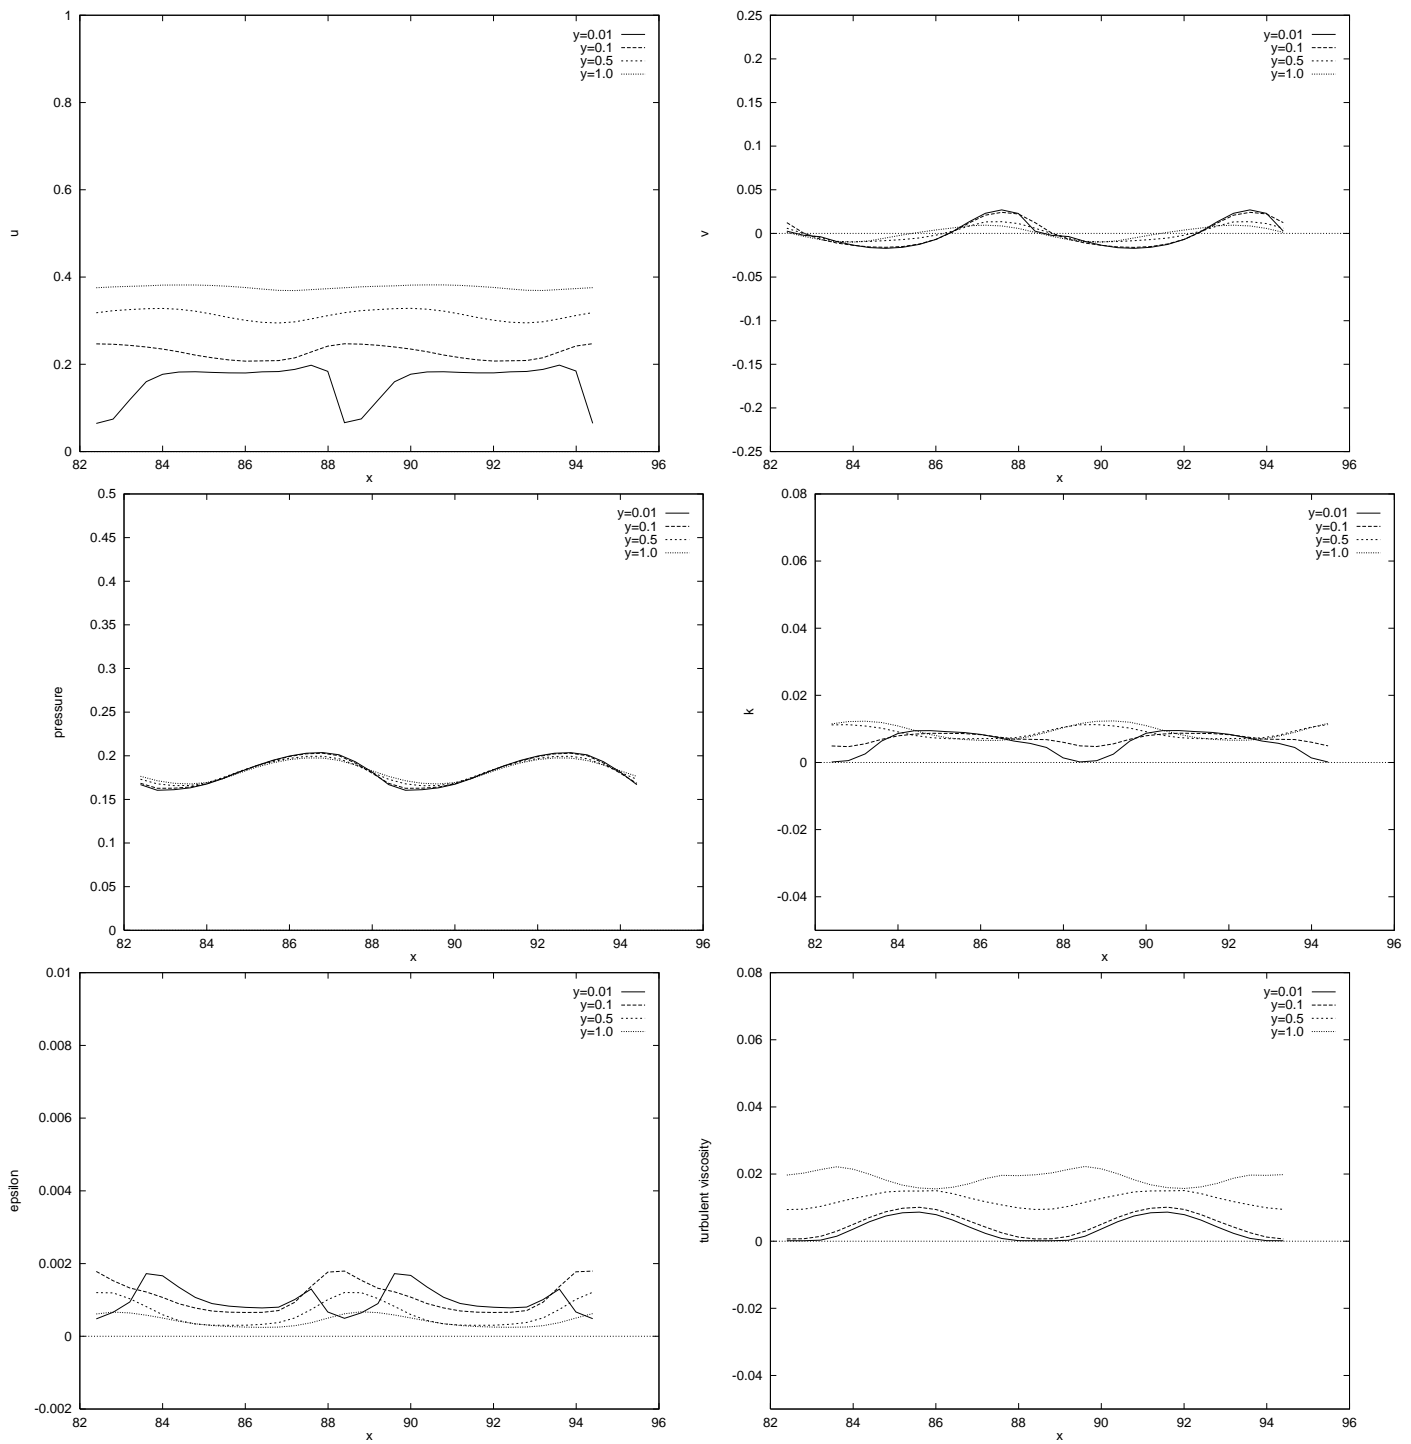 1
0.8
0.6
0.4
0.2
0
82 84 86 88 90 92 94 96
u
x
y=0.01
y=0.1
y=0.5
y=1.0
0.25
0.2
0.15
0.1
0.05
0
-0.05
-0.1
-0.15
-0.2
-0.25
82 84 86 88 90 92 94 96
v
x
y=0.01
y=0.1
y=0.5
y=1.0
0.5
0.45
0.4
0.35
0.3
0.25
0.2
0.15
0.1
0.05
0
82 84 86 88 90 92 94 96
pressure
x
y=0.01
y=0.1
y=0.5
y=1.0
0.08
0.06
0.04
0.02
0
-0.02
-0.04
82 84 86 88 90 92 94 96
k
x
y=0.01
y=0.1
y=0.5
y=1.0
0.01
0.008
0.006
0.004
0.002
0
-0.002
82 84 86 88 90 92 94 96
epsilon
x
y=0.01
y=0.1
y=0.5
y=1.0
0.08
0.06
0.04
0.02
0
-0.02
-0.04
82 84 86 88 90 92 94 96
turbulent viscosity
x
y=0.01
y=0.1
y=0.5
y=1.0